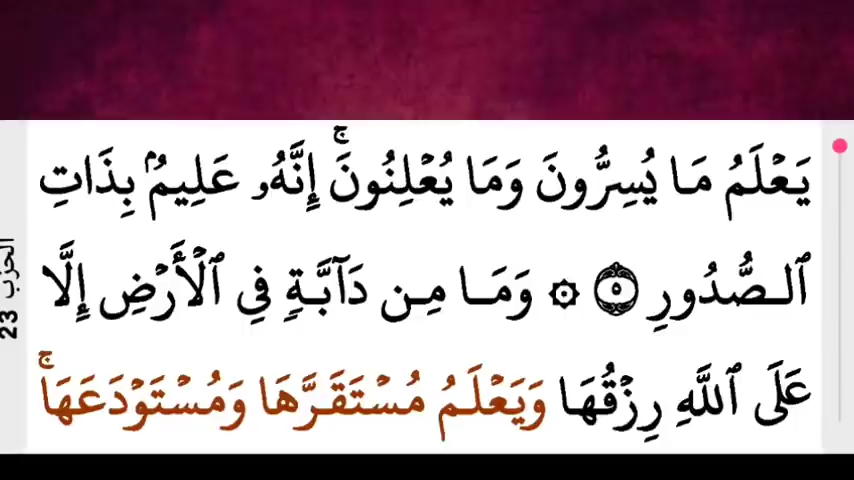 يَعْلَمُ مَا يُسِرُّونَ وَمَا يُعْلِنُونَ ۚ إِنَّهُۥ عَلِيمٌۢ بِذَاتِ
ٱلصُّدُورِ ٥ ۞ وَمَا مِن دَآبَّةٍ فِي ٱلْأَرْضِ إِلَّا
عَلَى ٱللَّهِ رِزْقُهَا وَيَعْلَمُ مُسْتَقَرَّهَا وَمُسْتَوْدَعَهَا ۚ
الحزب 23